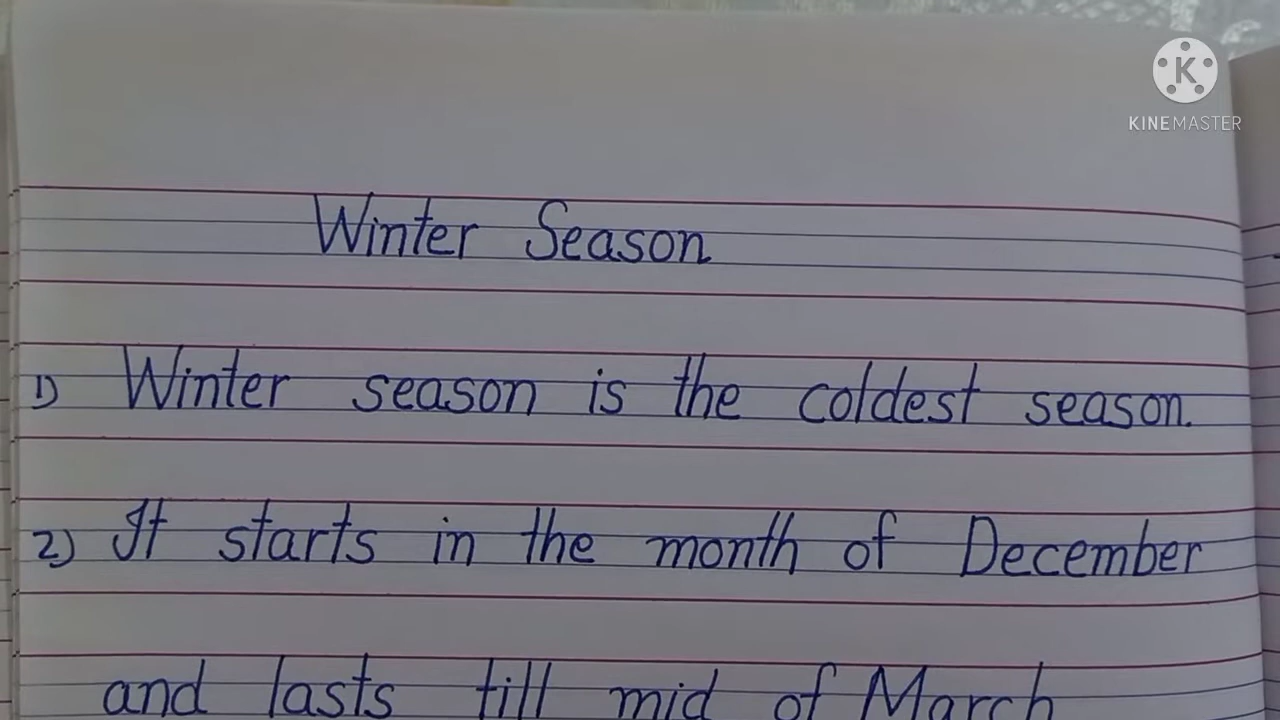 K
KINEMASTER
Winter Season
1) Winter season is the coldest season.
2) It starts in the month of December
and lasts till mid of March